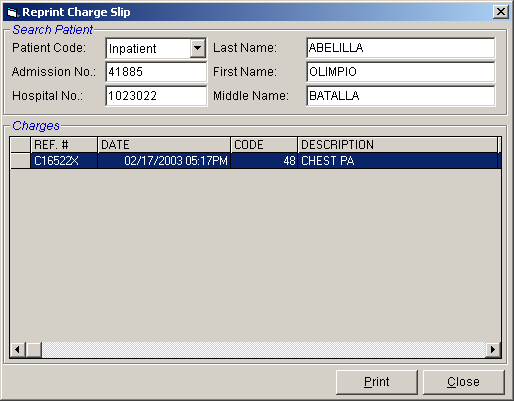 Reprint Charge Slip
Search Patient
Patient Code: Inpatient Last Name: ABELILLA
Admission No.: 41885 First Name: OLIMPIO
Hospital No.: 1023022 Middle Name: BATALLA
Charges
REF. # DATE CODE DESCRIPTION
C16522X 02/17/2003 05:17PM 48 CHEST PA
Print Close